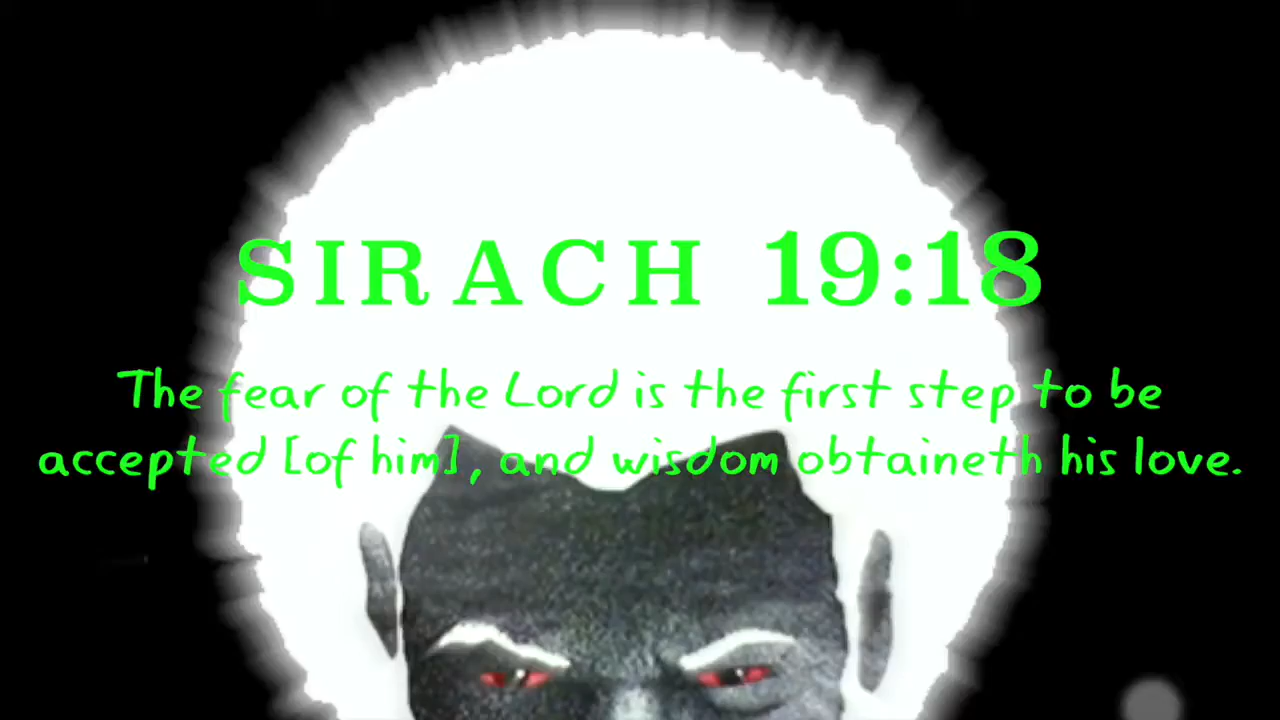 SIRACH 19:18
The fear of the Lord is the first step to be
accepted [of him], and wisdom obtaineth his love.